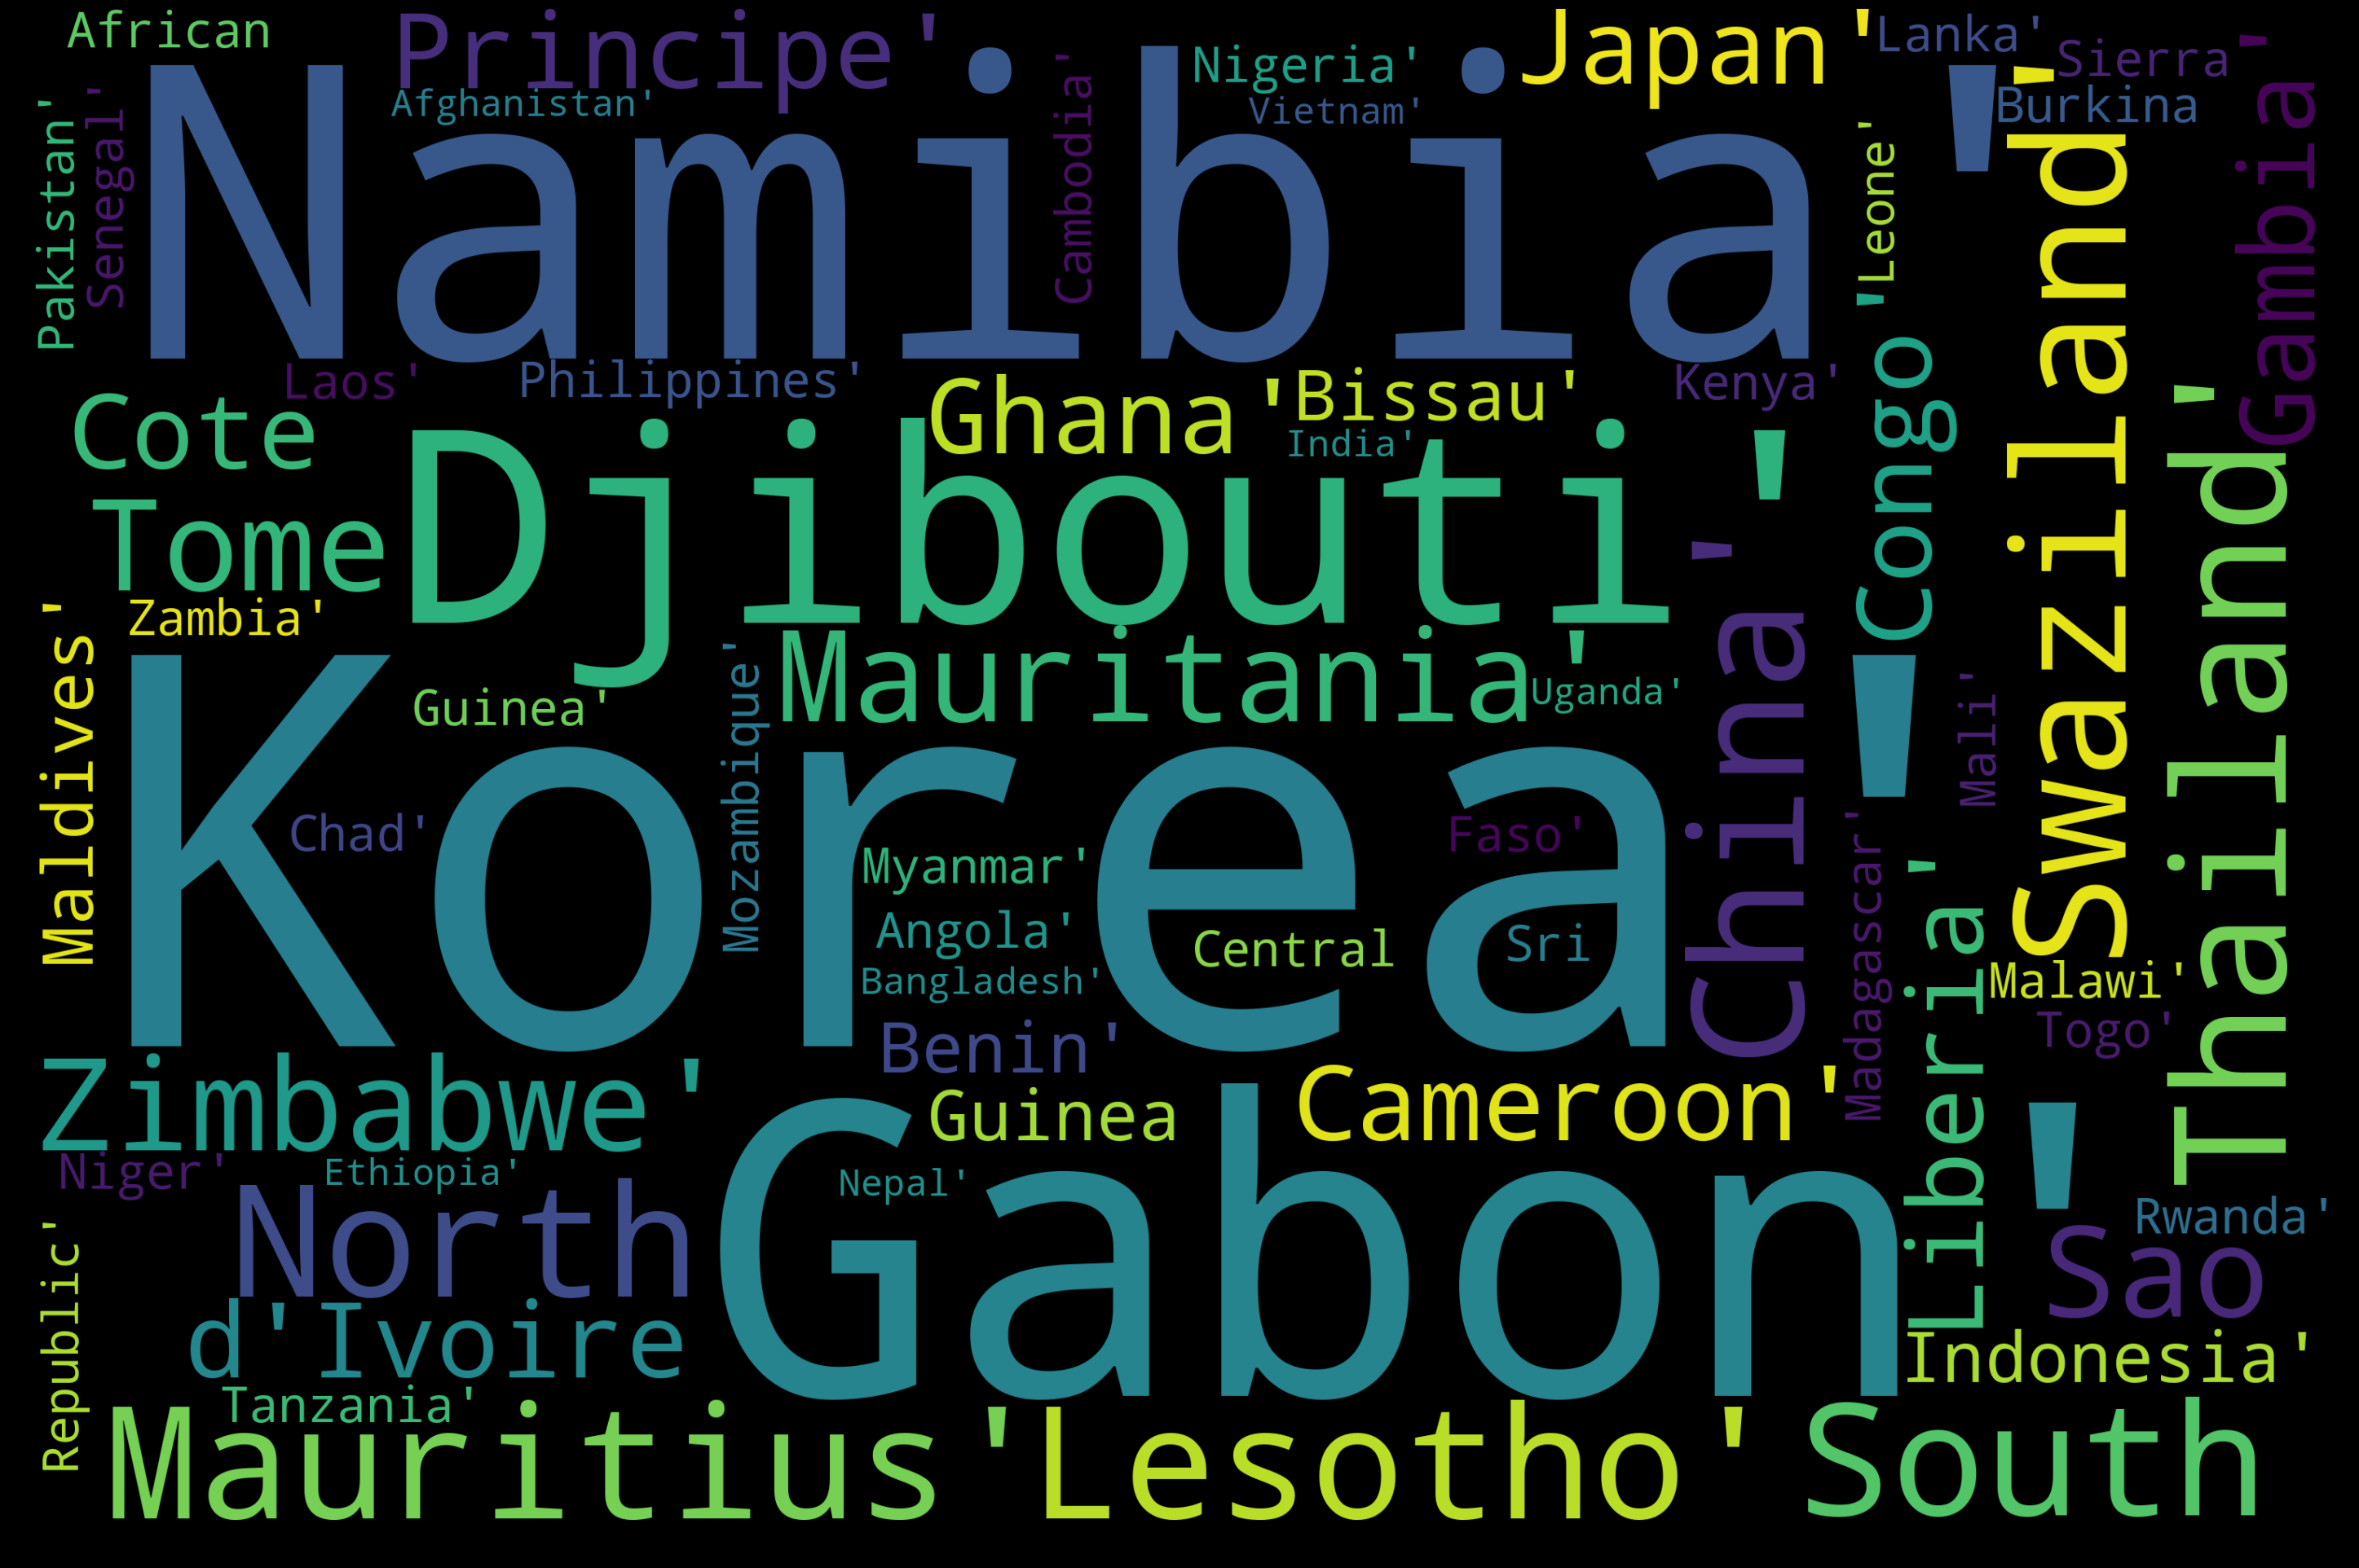 African
Principe'
Japan'
Lanka'
Sierra
Nigeria'
Afghanistan'
Vietnam'
Burkina
Pakistan'
Senegal'
Namibia'
Cambodia'
Leone'
Swaziland'
Gambia'
Laos'
Philippines'
Ghana'
Bissau'
Kenya'
Cote
India'
Congo'
Thailand'
Djibouti'
Tome
Zambia'
Maldives'
Mauritania'
Uganda'
Guinea'
Mozambique'
China'
Mali'
Korea'
Chad'
Faso'
Myanmar'
Angola'
Central
Sri
Bangladesh'
Madagascar'
Malawi'
Togo'
Liberia'
Benin'
Zimbabwe'
Guinea
Cameroon'
Niger'
Ethiopia'
Nepal'
North
Gabon'
Rwanda'
Sao
Republic'
d'Ivoire
Indonesia'
Tanzania'
Mauritius'
Lesotho'
South